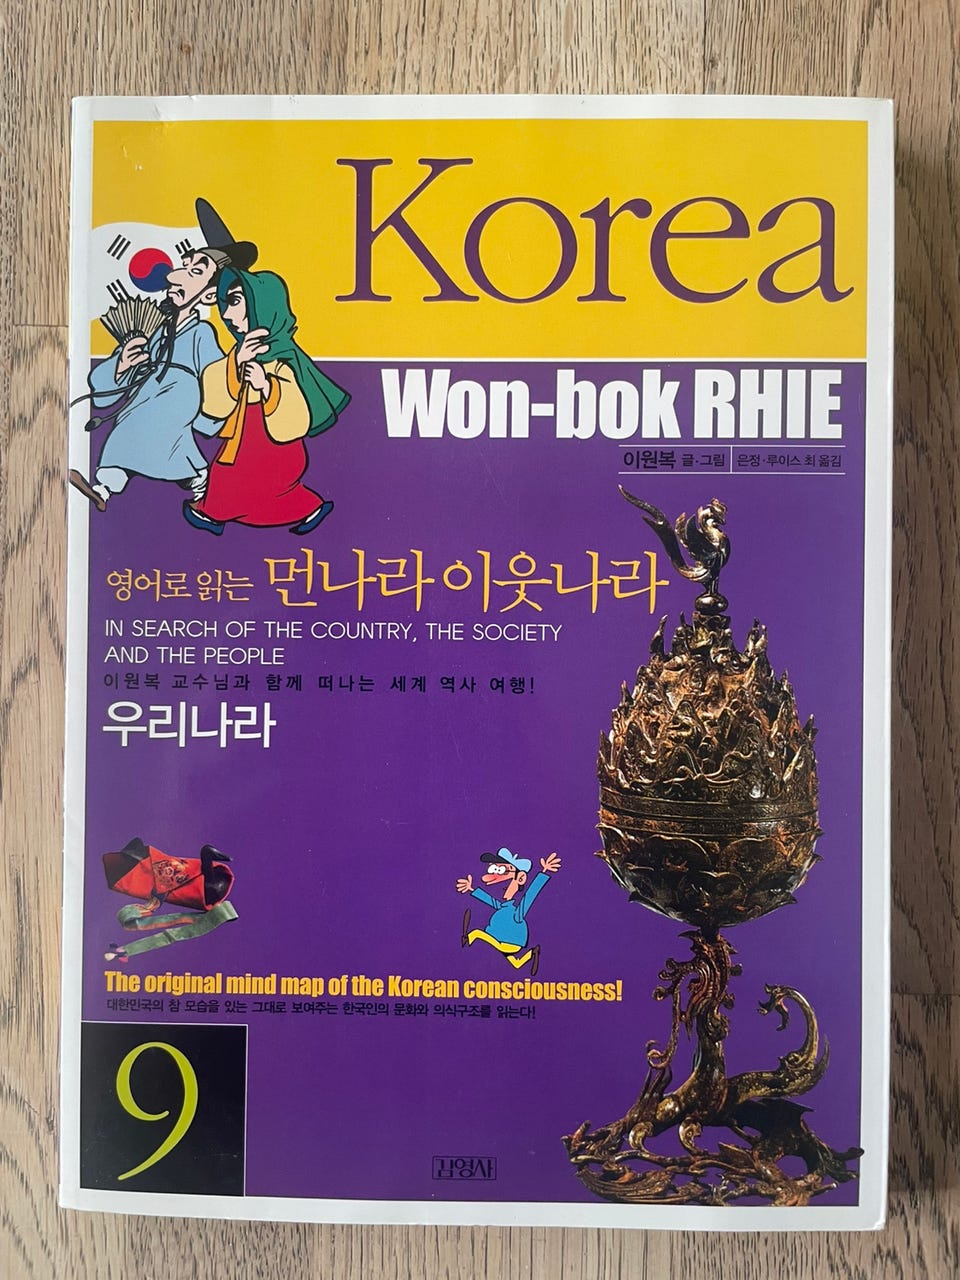 Korea
Won-bok RHIE
이원복 글·그림 은정·루이스 최 옮김
영어로 읽는 먼나라 이웃나라
IN SEARCH OF THE COUNTRY, THE SOCIETY
AND THE PEOPLE
이원복 교수님과 함께 떠나는 세계 역사 여행!
우리나라
The original mind map of the Korean consciousness!
대한민국의 참 모습을 있는 그대로 보여주는 한국인의 문화와 의식구조를 읽는다!
9
김영사